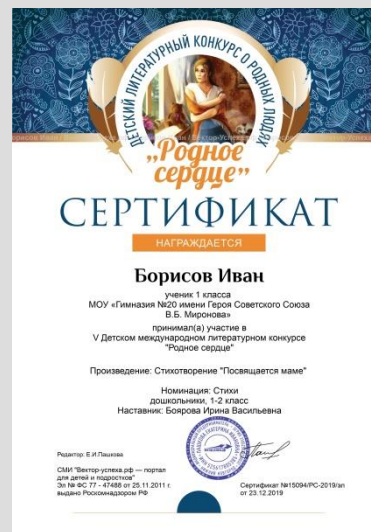 ДЕТСКИЙ ЛИТЕРАТУРНЫЙ КОНКУРС О РОДНЫХ ЛЮДЯХ
„Родное
сердце”
СЕРТИФИКАТ
НАГРАЖДАЕТСЯ
Борисов Иван
ученик 1 класса
МОУ «Гимназия №20 имени Героя Советского Союза
В.Б. Миронова»
принимал(а) участие в
V Детском международном литературном конкурсе
"Родное сердце"
Произведение: Стихотворение "Посвящается маме"
Номинация: Стихи
дошкольники, 1-2 класс
Наставник: Боярова Ирина Васильевна
Редактор: Е.И.Пашкова
СМИ "Вектор-успеха.рф — портал
для детей и подростков"
Эл № ФС 77 - 47488 от 25.11.2011 г.
выдано Роскомнадзором РФ
Сертификат №15094/РС-2019/ал
от 23.12.2019